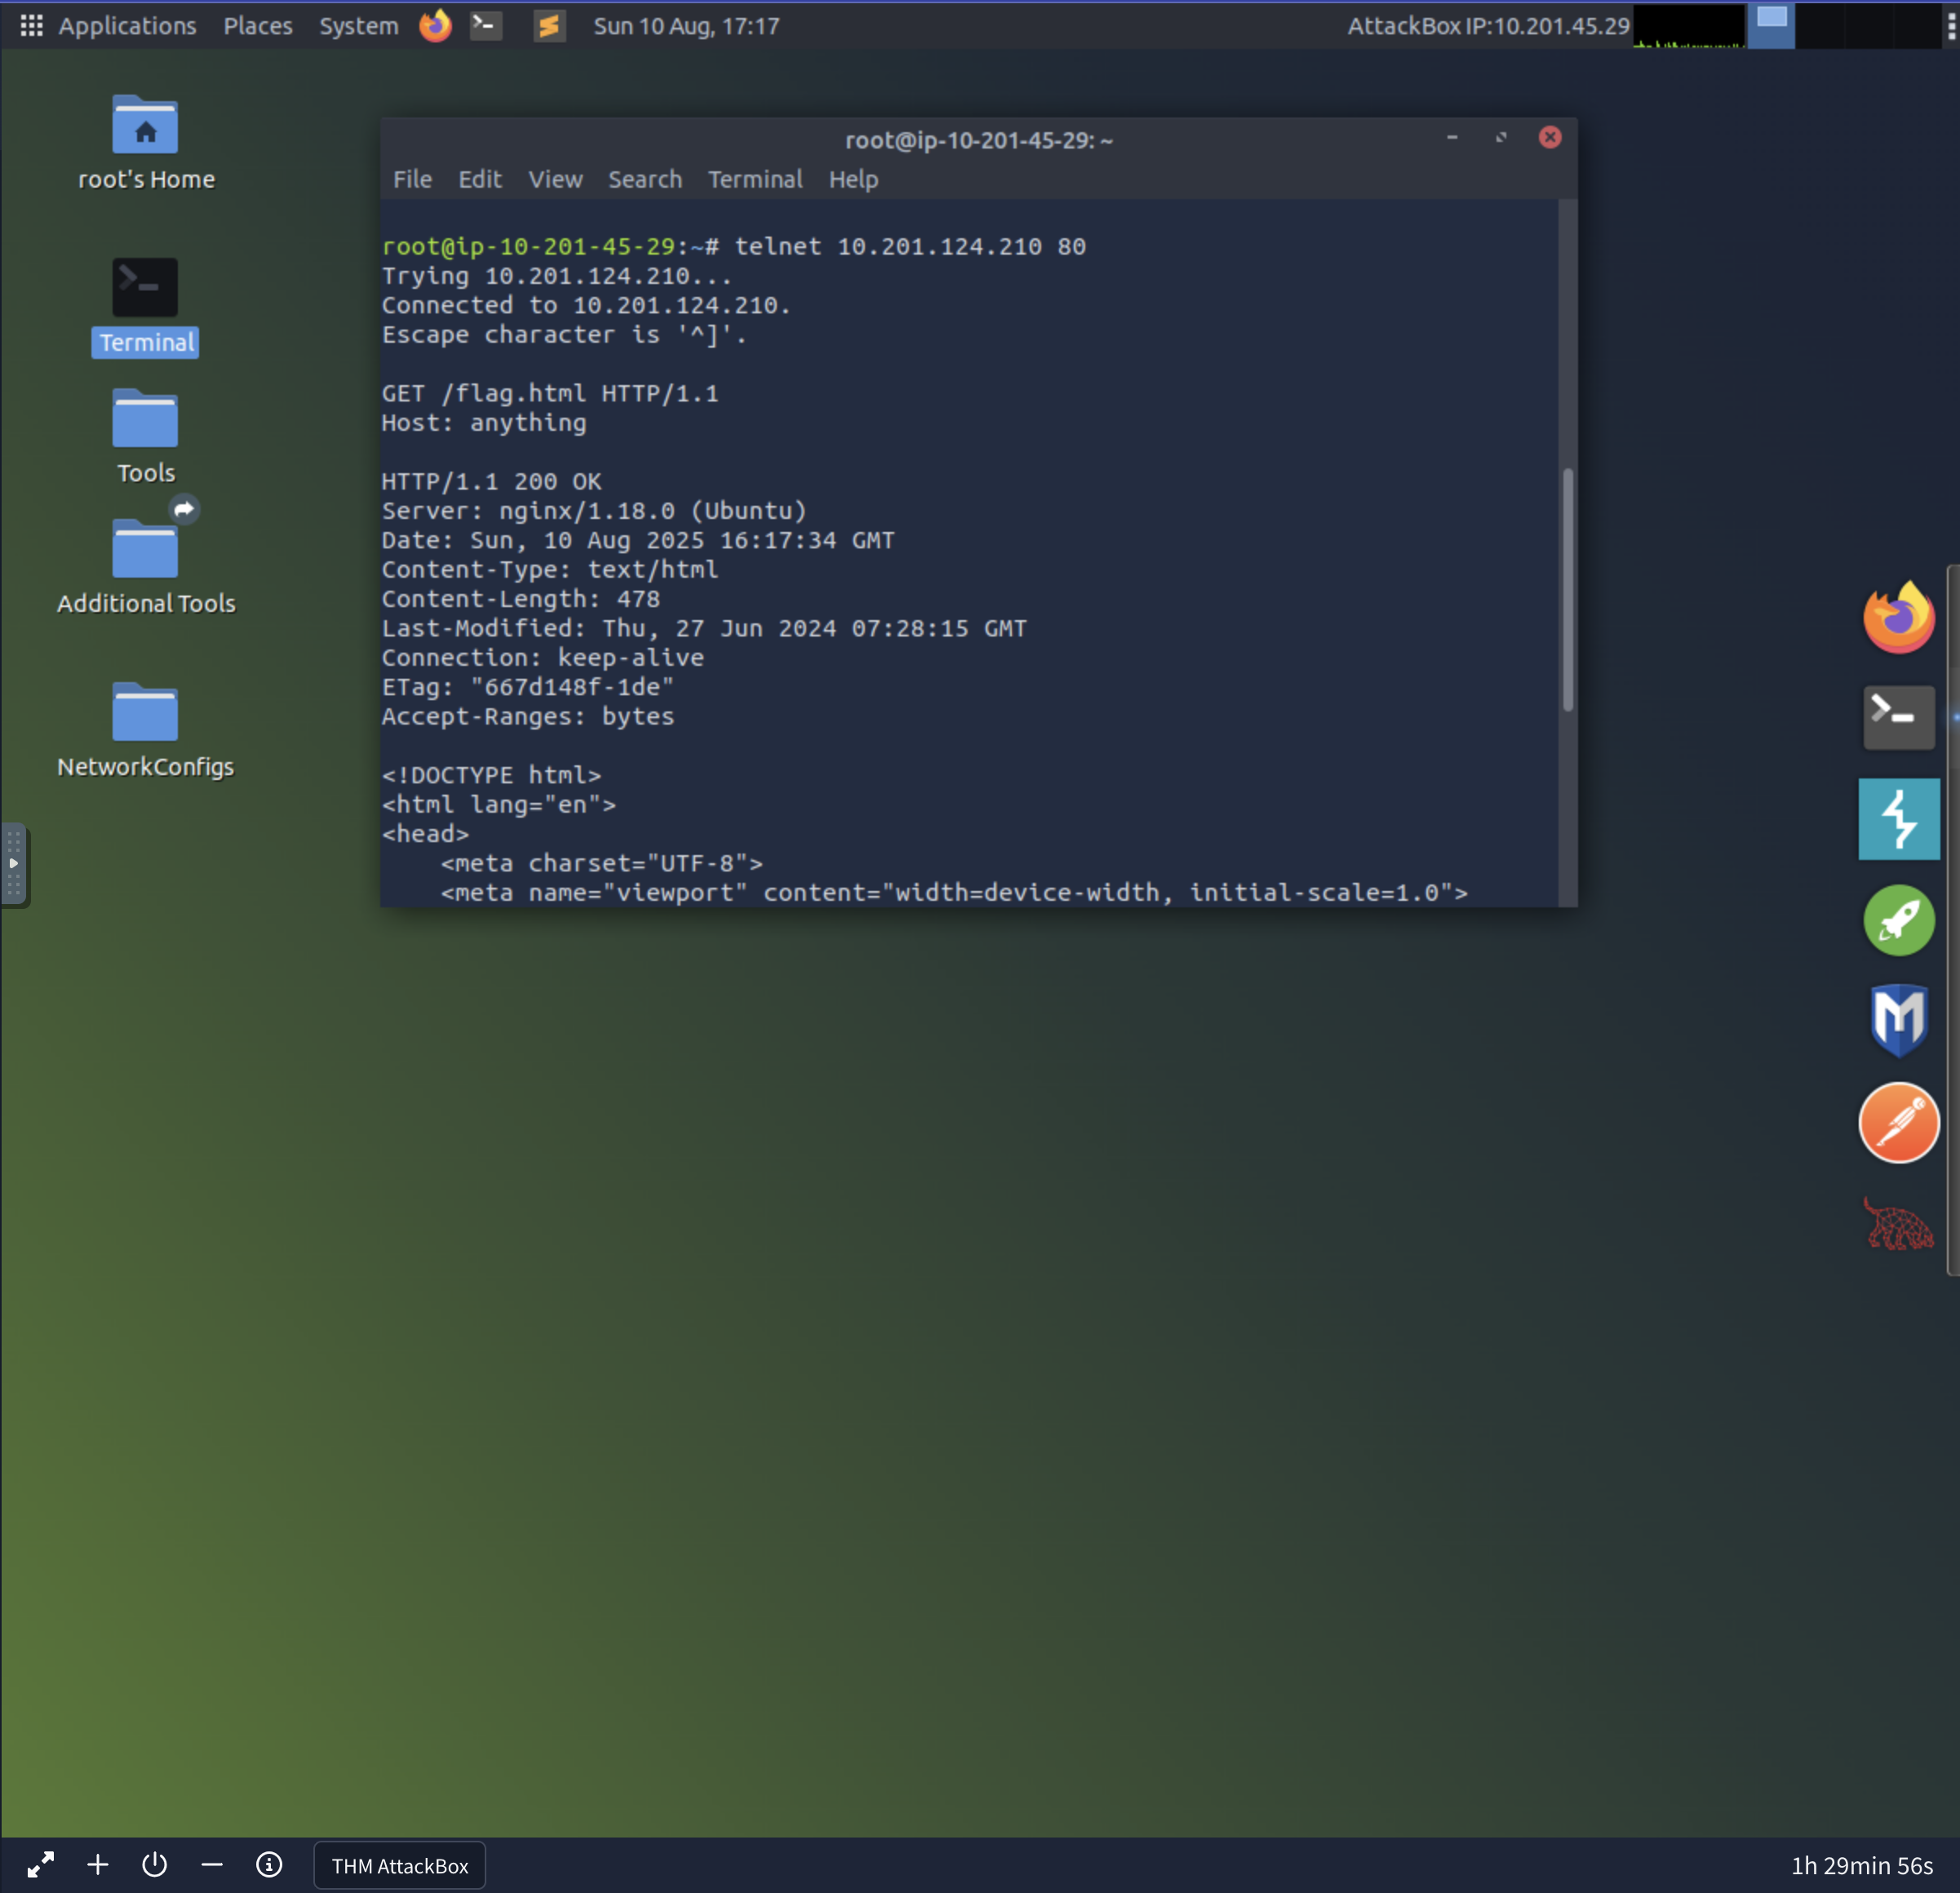 Applications Places System Sun 10 Aug, 17:17 AttackBox IP:10.201.45.29
root's Home
Terminal
Tools
Additional Tools
NetworkConfigs
root@ip-10-201-45-29: ~
File Edit View Search Terminal Help
root@ip-10-201-45-29:~# telnet 10.201.124.210 80
Trying 10.201.124.210...
Connected to 10.201.124.210.
Escape character is '^]'.
GET /flag.html HTTP/1.1
Host: anything
HTTP/1.1 200 OK
Server: nginx/1.18.0 (Ubuntu)
Date: Sun, 10 Aug 2025 16:17:34 GMT
Content-Type: text/html
Content-Length: 478
Last-Modified: Thu, 27 Jun 2024 07:28:15 GMT
Connection: keep-alive
ETag: "667d148f-1de"
Accept-Ranges: bytes
<!DOCTYPE html>
<html lang="en">
<head>
    <meta charset="UTF-8">
    <meta name="viewport" content="width=device-width, initial-scale=1.0">
THM AttackBox
1h 29min 56s